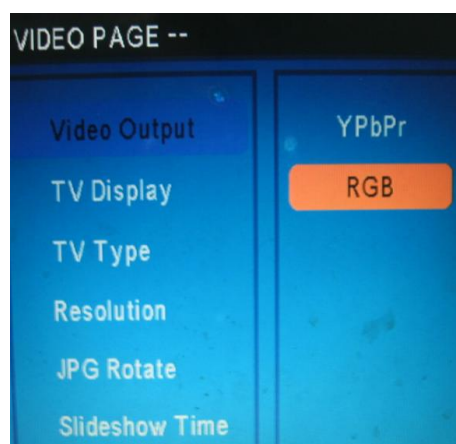 VIDEO PAGE --
Video Output
YPbPr
TV Display
RGB
TV Type
Resolution
JPG Rotate
Slideshow Time